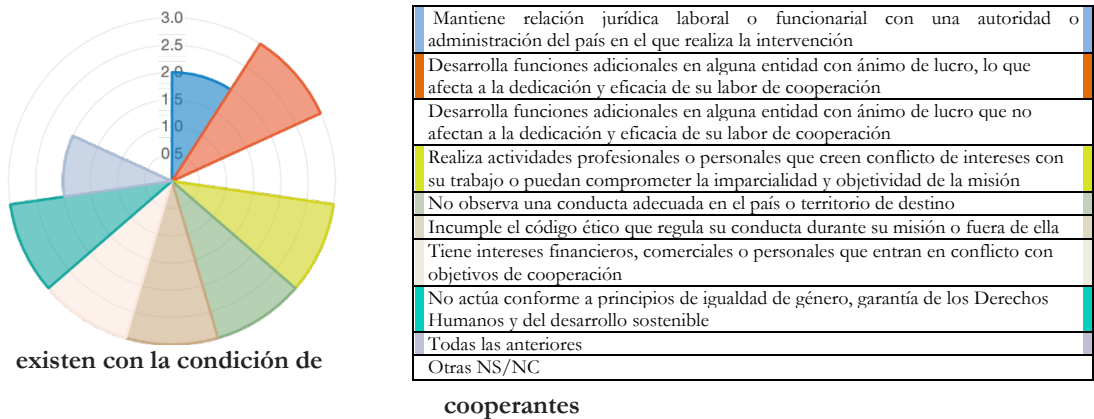 3.0
2.5
2.0
1.5
1.0
0.5
existen con la condición de
Mantiene relación jurídica laboral o funcionarial con una autoridad o
administración del país en el que realiza la intervención
Desarrolla funciones adicionales en alguna entidad con ánimo de lucro, lo que
afecta a la dedicación y eficacia de su labor de cooperación
Desarrolla funciones adicionales en alguna entidad con ánimo de lucro que no
afectan a la dedicación y eficacia de su labor de cooperación
Realiza actividades profesionales o personales que creen conflicto de intereses con
su trabajo o puedan comprometer la imparcialidad y objetividad de la misión
No observa una conducta adecuada en el país o territorio de destino
Incumple el código ético que regula su conducta durante su misión o fuera de ella
Tiene intereses financieros, comerciales o personales que entran en conflicto con
objetivos de cooperación
No actúa conforme a principios de igualdad de género, garantía de los Derechos
Humanos y del desarrollo sostenible
Todas las anteriores
Otras NS/NC
cooperantes